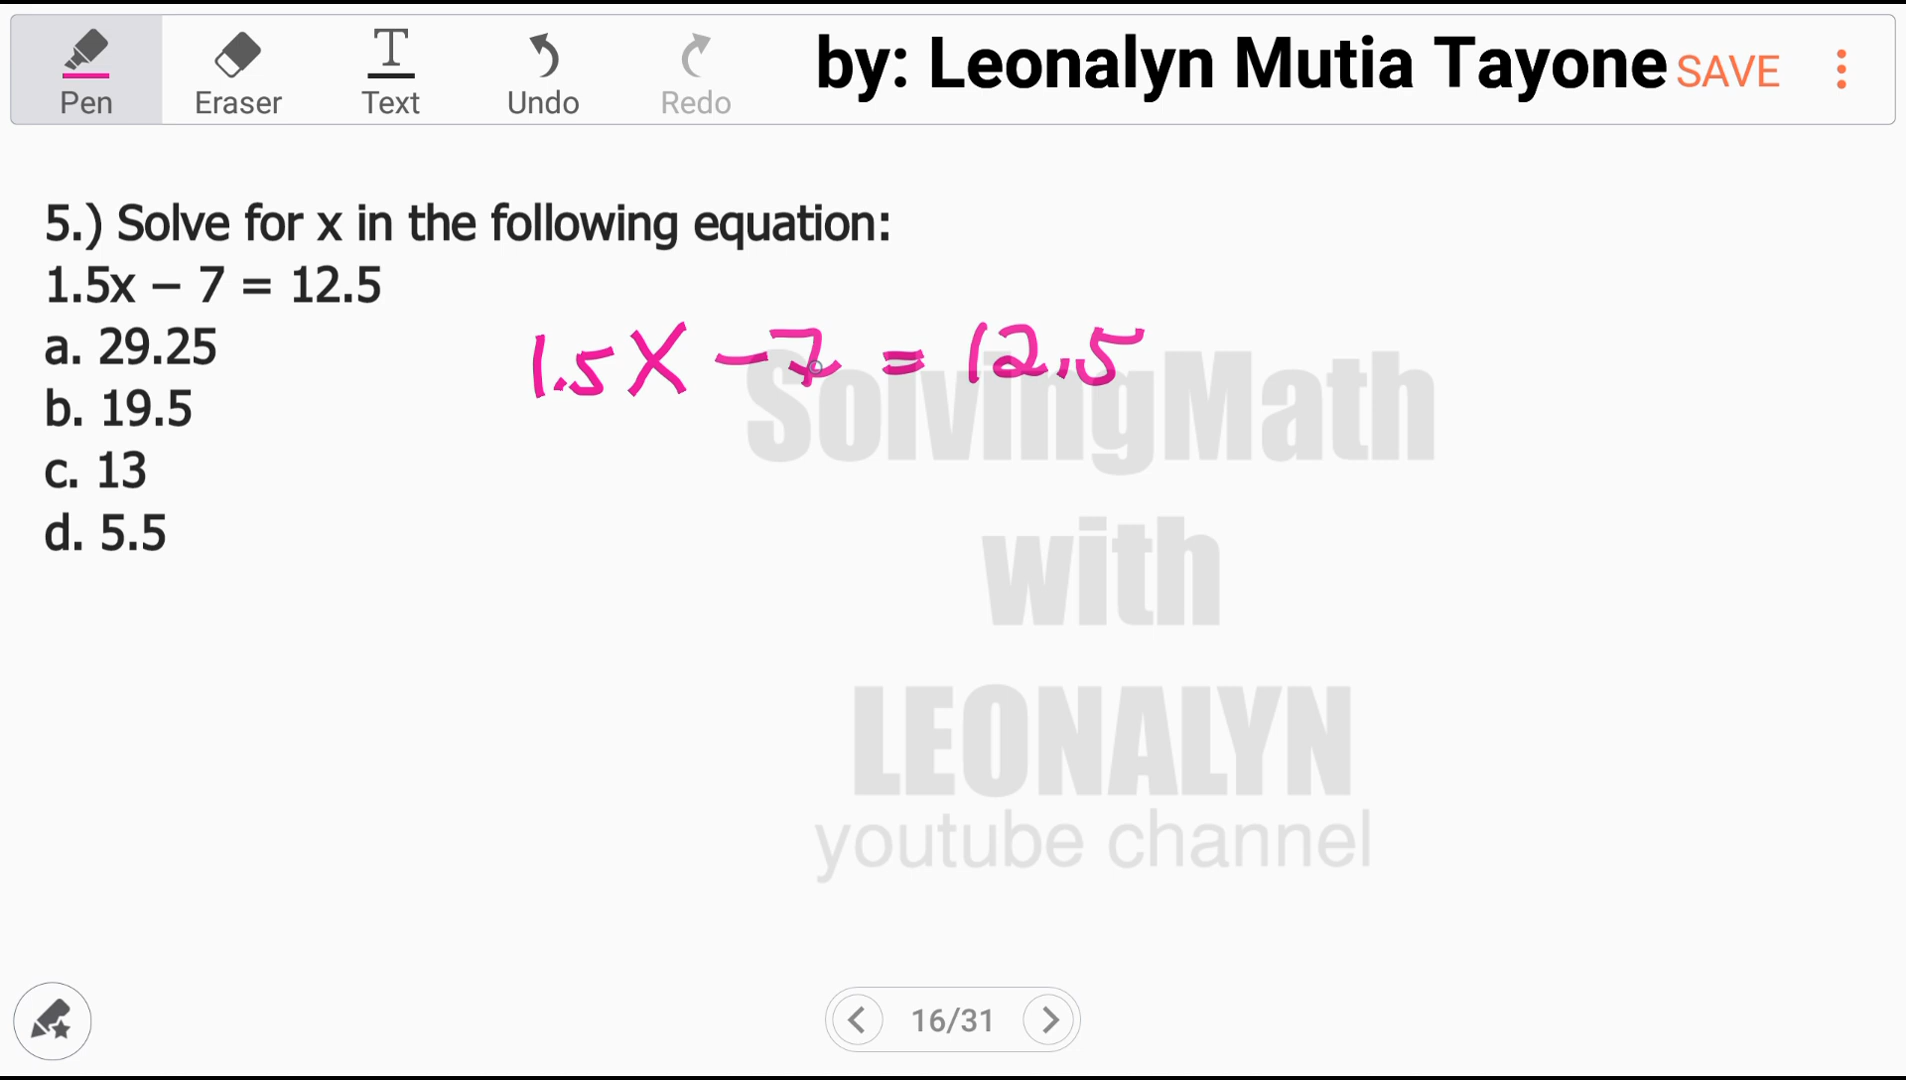 by: Leonalyn Mutia Tayone
SAVE
Pen
Eraser
Text
Undo
Redo
5.) Solve for x in the following equation:
1.5x – 7 = 12.5
a. 29.25
b. 19.5
c. 13
d. 5.5
1.5x - 7 = 12.5
SolvingMath
with
LEONALYN
youtube channel
16/31